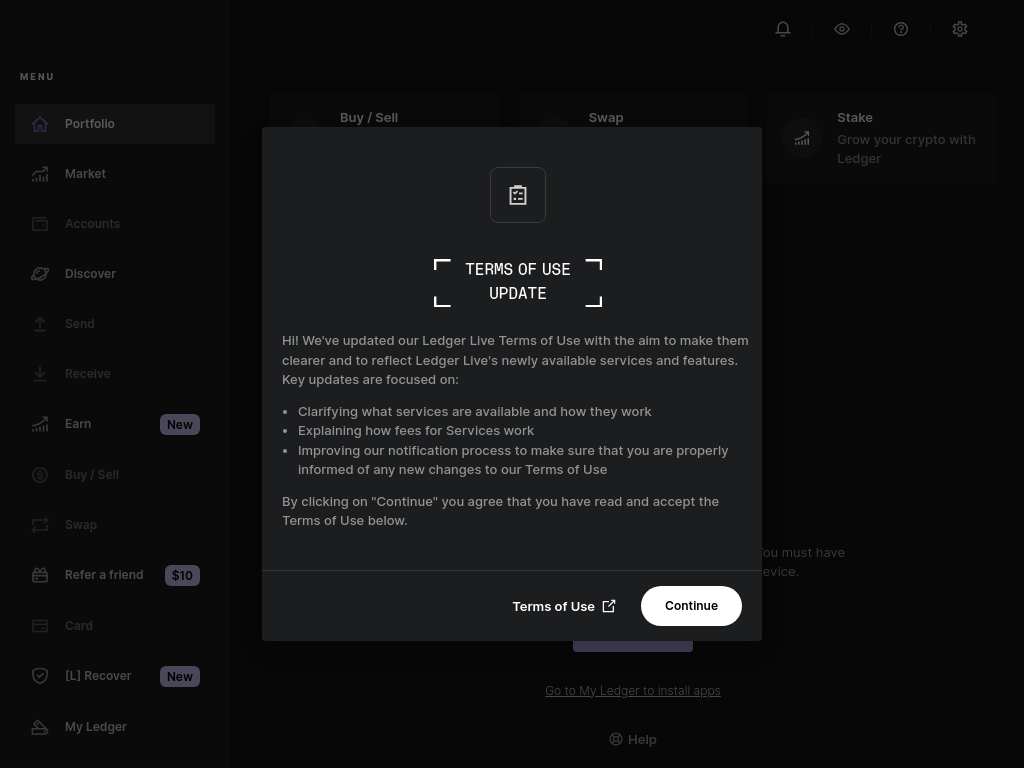 MENU
Portfolio
Market
Accounts
Discover
Send
Receive
Earn
New
Buy / Sell
Swap
Refer a friend
$10
Card
[L] Recover
New
My Ledger
Buy / Sell
Swap
Stake
Grow your crypto with
Ledger
TERMS OF USE
UPDATE
Hi! We've updated our Ledger Live Terms of Use with the aim to make them
clearer and to reflect Ledger Live's newly available services and features.
Key updates are focused on:
• Clarifying what services are available and how they work
• Explaining how fees for Services work
• Improving our notification process to make sure that you are properly
informed of any new changes to our Terms of Use
By clicking on "Continue" you agree that you have read and accept the
Terms of Use below.
You must have
Terms of Use
Continue
Go to My Ledger to install apps
Help